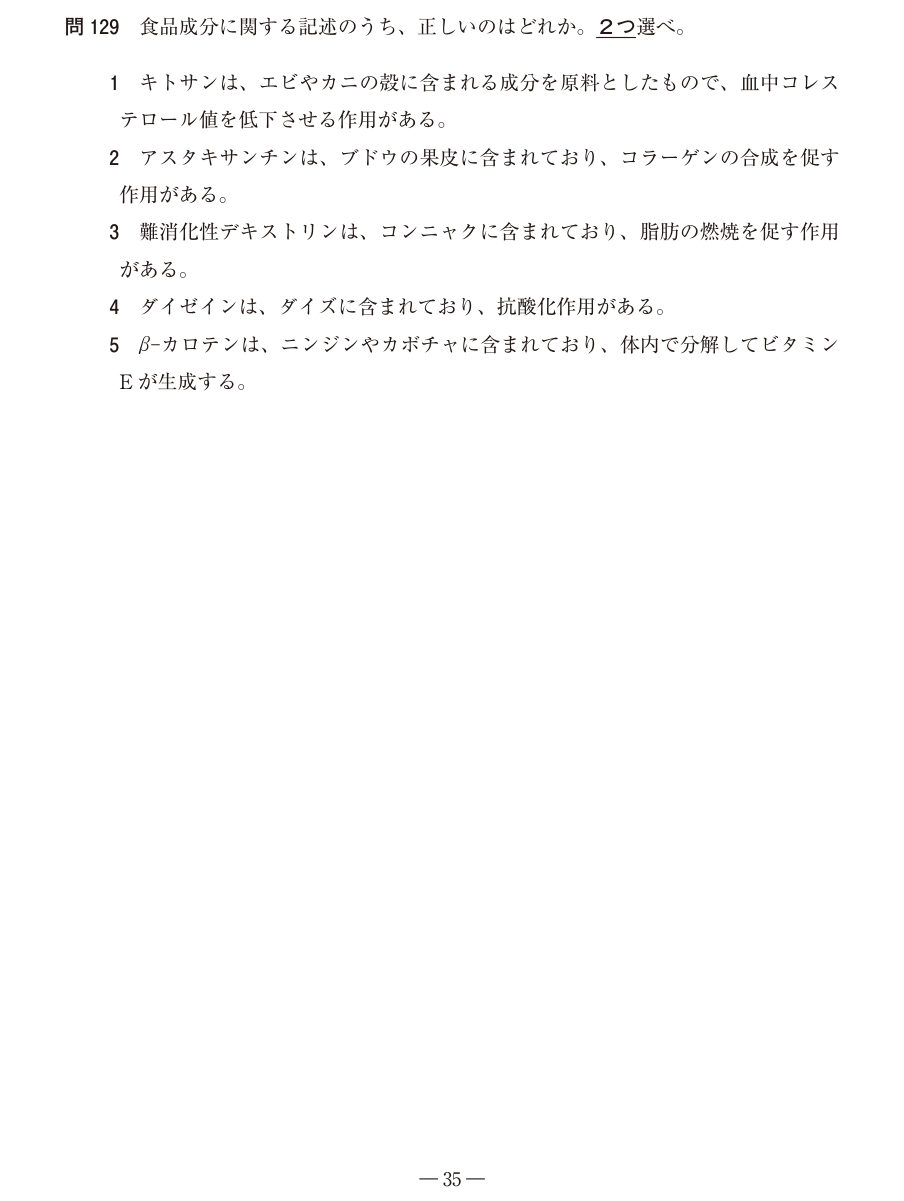 問 129 食品成分に関する記述のうち、正しいのはどれか。２つ選べ。
1 キトサンは、エビやカニの殻に含まれる成分を原料としたもので、血中コレス
テロール値を低下させる作用がある。
2 アスタキサンチンは、ブドウの果皮に含まれており、コラーゲンの合成を促す
作用がある。
3 難消化性デキストリンは、コンニャクに含まれており、脂肪の燃焼を促す作用
がある。
4 ダイゼインは、ダイズに含まれており、抗酸化作用がある。
5 β-カロテンは、ニンジンやカボチャに含まれており、体内で分解してビタミン
E が生成する。
— 35 —